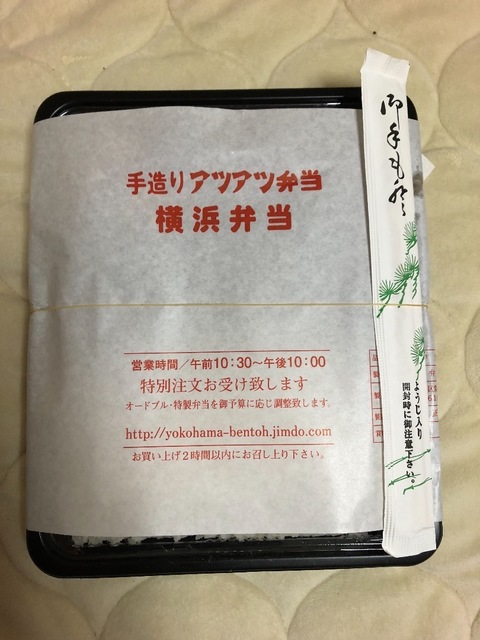 手造りアツアツ弁当
横浜弁当
営業時間／午前10:30〜午後10:00
特別注文お受け致します
オードブル・特製弁当を御予算に応じ調整致します。
http://yokohama-bentoh.jimdo.com
お買い上げ2時間以内にお召し上り下さい。
御手もと
ようじ入り
開封時に御注意下さい。